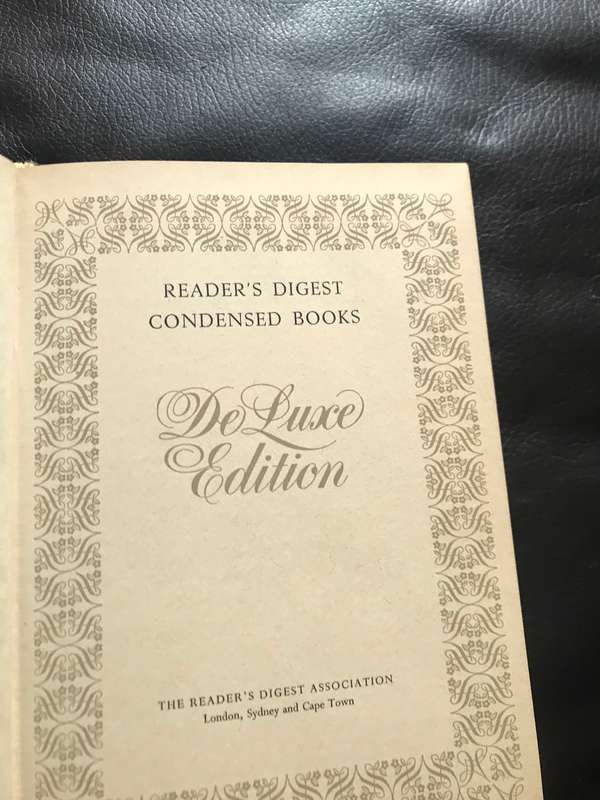 READER'S DIGEST
CONDENSED BOOKS
De Luxe
Edition
THE READER'S DIGEST ASSOCIATION
London, Sydney and Cape Town